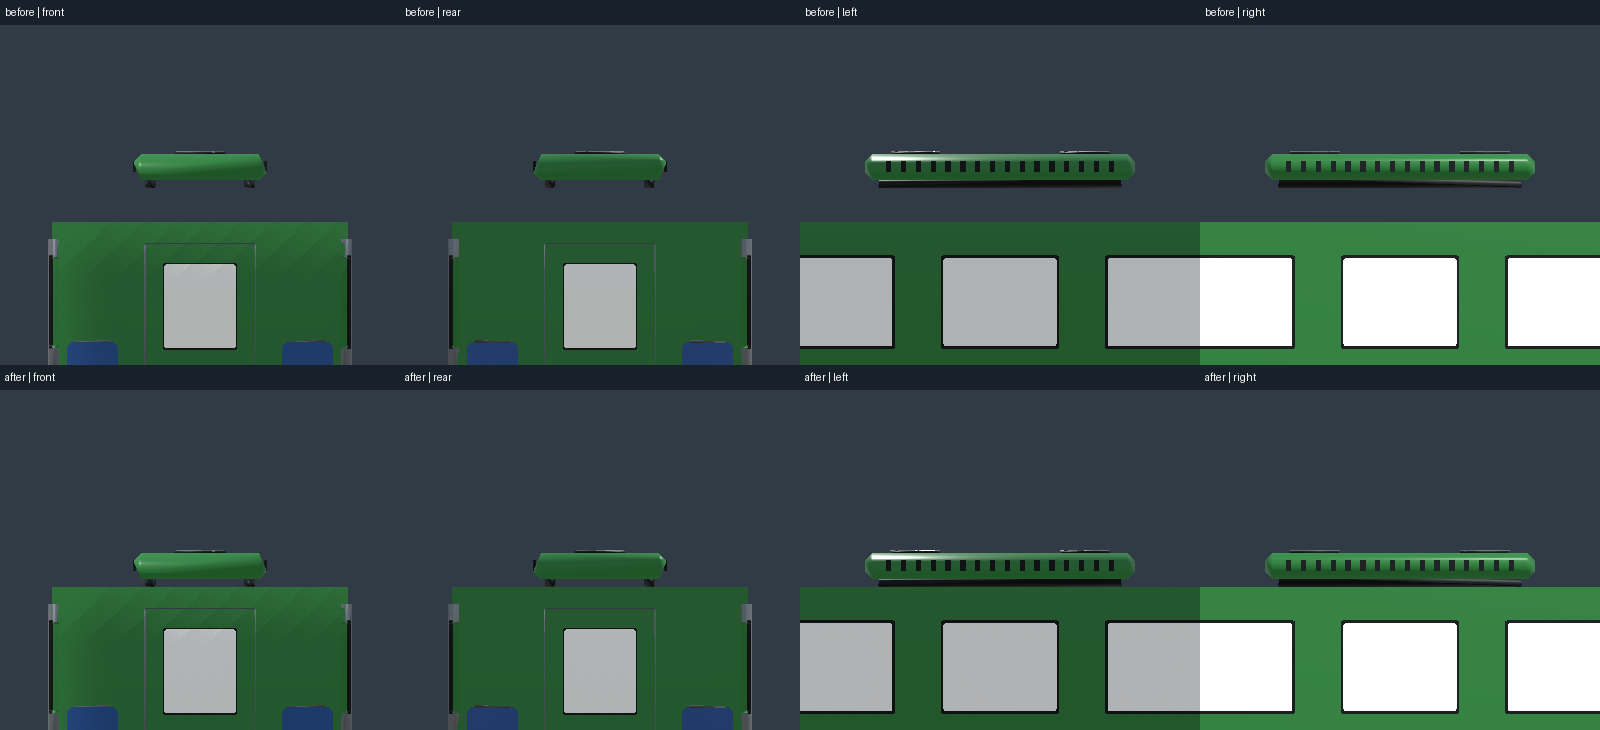 before | front
before | rear
before | left
before | right
after | front
after | rear
after | left
after | right